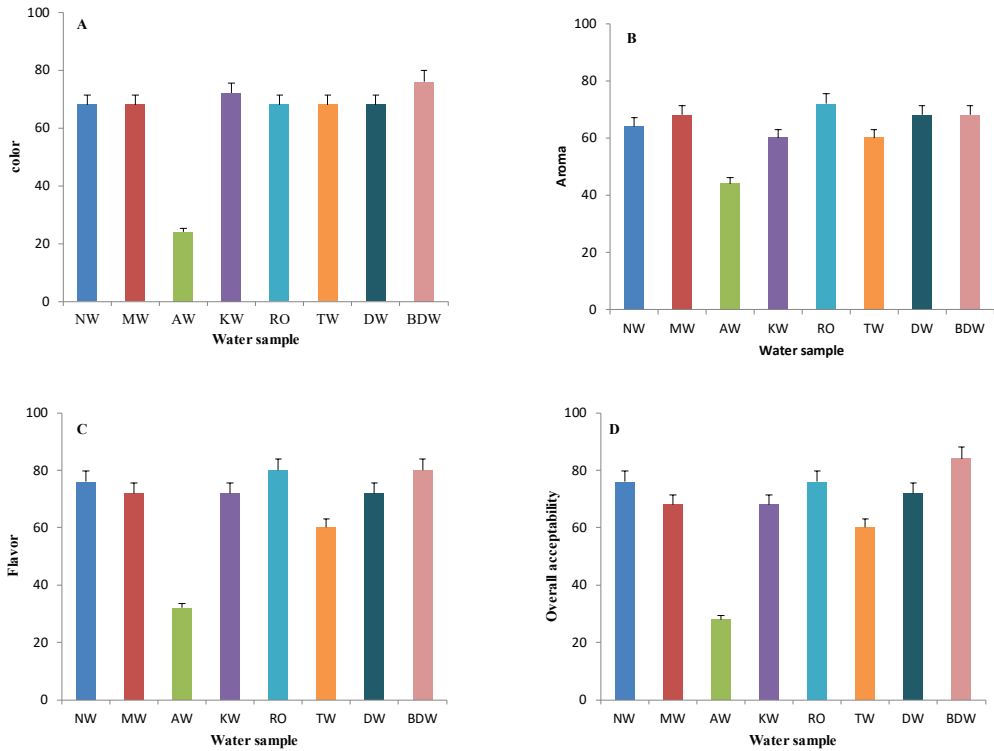 A
100
80
60
40
20
0
color
NW MW AW KW RO TW DW BDW
Water sample
B
100
80
60
40
20
0
Aroma
NW MW AW KW RO TW DW BDW
Water sample
C
100
80
60
40
20
0
Flavor
NW MW AW KW RO TW DW BDW
Water sample
D
100
80
60
40
20
0
Overall acceptability
NW MW AW KW RO TW DW BDW
Water sample